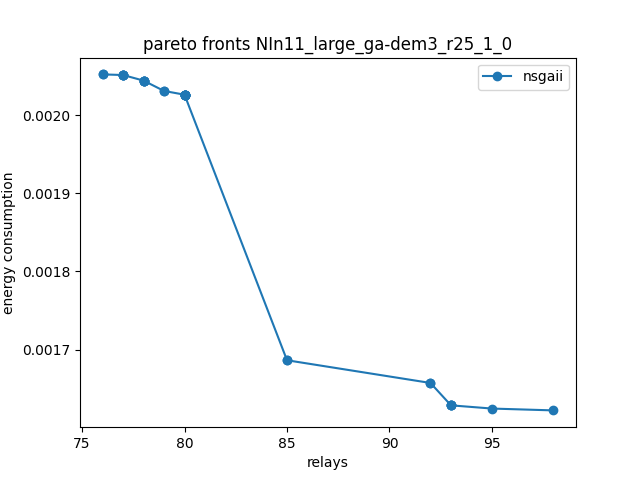 pareto fronts NIn11_large_ga-dem3_r25_1_0
nsgaii
0.0020
0.0019
0.0018
0.0017
energy consumption
75 80 85 90 95
relays